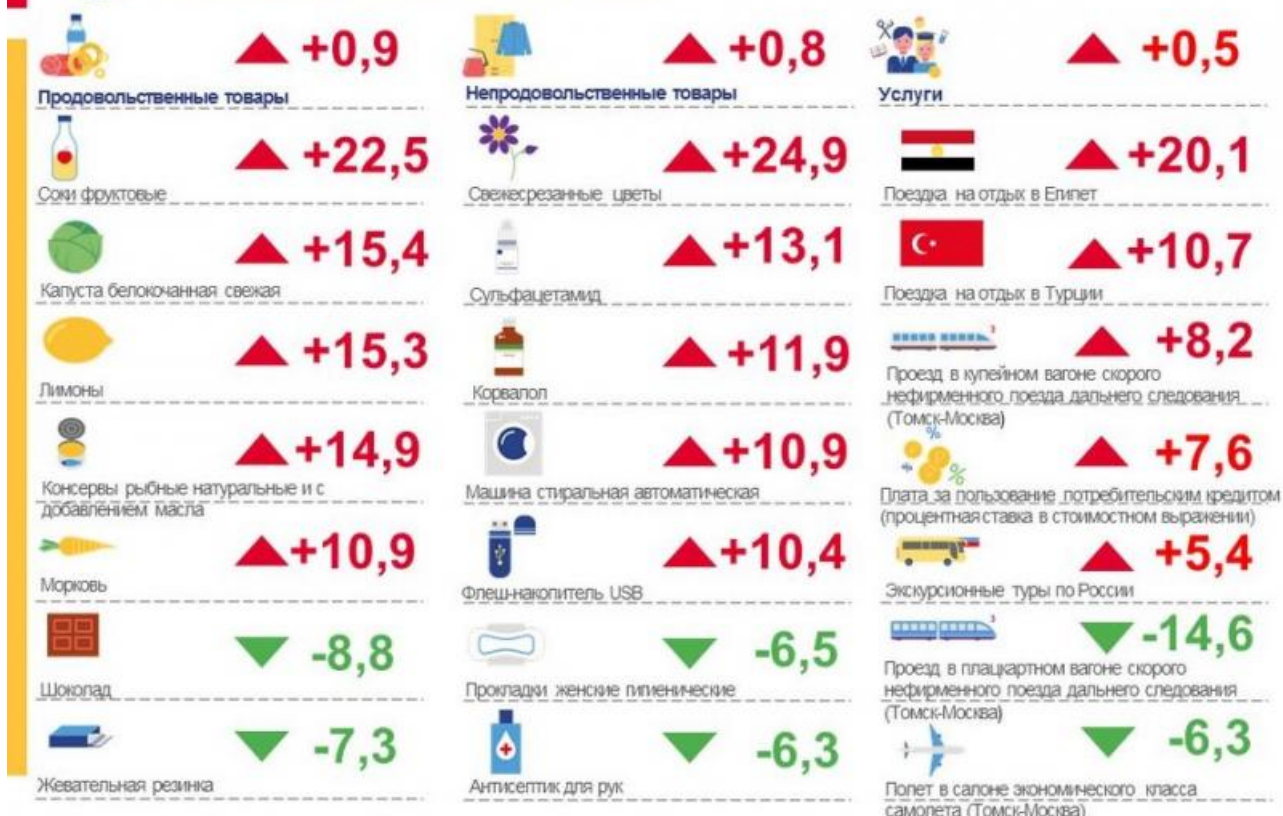 +0,9
Продовольственные товары
+22,5
Соки фруктовые
+15,4
Капуста белокочанная свежая
+15,3
Лимоны
+14,9
Консервы рыбные натуральные и с
добавлением масла
+10,9
Морковь
-8,8
Шоколад
-7,3
Жевательная резинка
+0,8
Непродовольственные товары
+24,9
Свежесрезанные цветы
+13,1
Сульфацетамид
+11,9
Корвалол
+10,9
Машина стиральная автоматическая
+10,4
Флеш-накопитель USB
-6,5
Прокладки женские гигиенические
-6,3
Антисептик для рук
+0,5
Услуги
+20,1
Поездка на отдых в Египет
+10,7
Поездка на отдых в Турции
+8,2
Проезд в купейном вагоне скорого
нефирменного поезда дальнего следования
(Томск-Москва)
+7,6
Плата за пользование потребительским кредитом
(процентная ставка в стоимостном выражении)
+5,4
Экскурсионные туры по России
-14,6
Проезд в плацкартном вагоне скорого
нефирменного поезда дальнего следования
(Томск-Москва)
-6,3
Полет в салоне экономического класса
самолета (Томск-Москва)